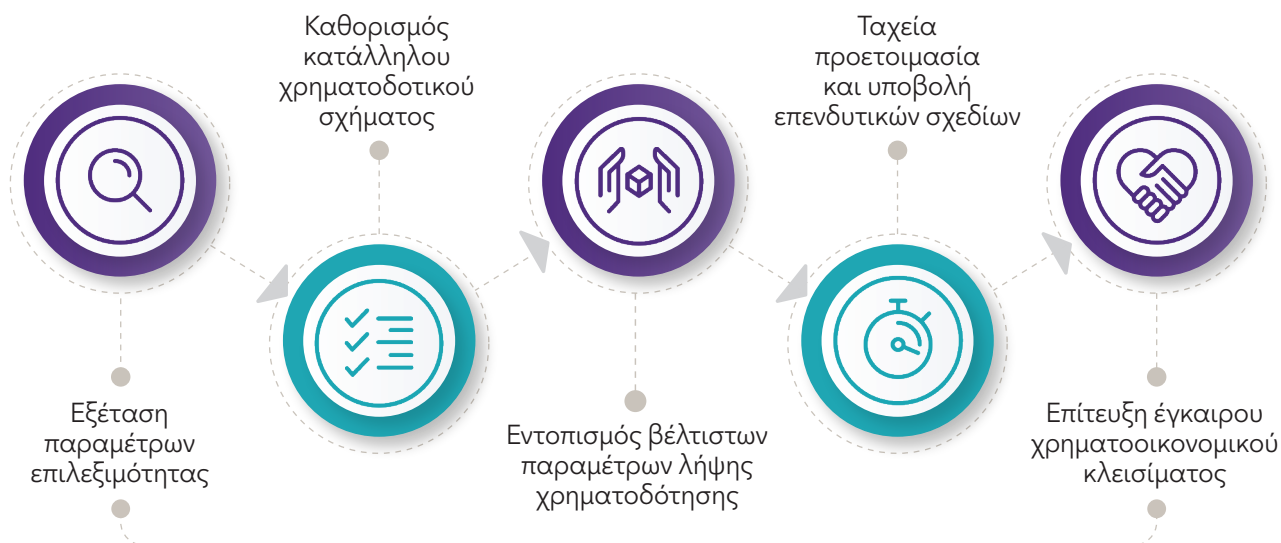 Εξέταση
παραμέτρων
επιλεξιμότητας
Καθορισμός
κατάλληλου
χρηματοδοτικού
σχήματος
Εντοπισμός βέλτιστων
παραμέτρων λήψης
χρηματοδότησης
Ταχεία
προετοιμασία
και υποβολή
επενδυτικών σχεδίων
Επίτευξη έγκαιρου
χρηματοοικονομικού
κλεισίματος